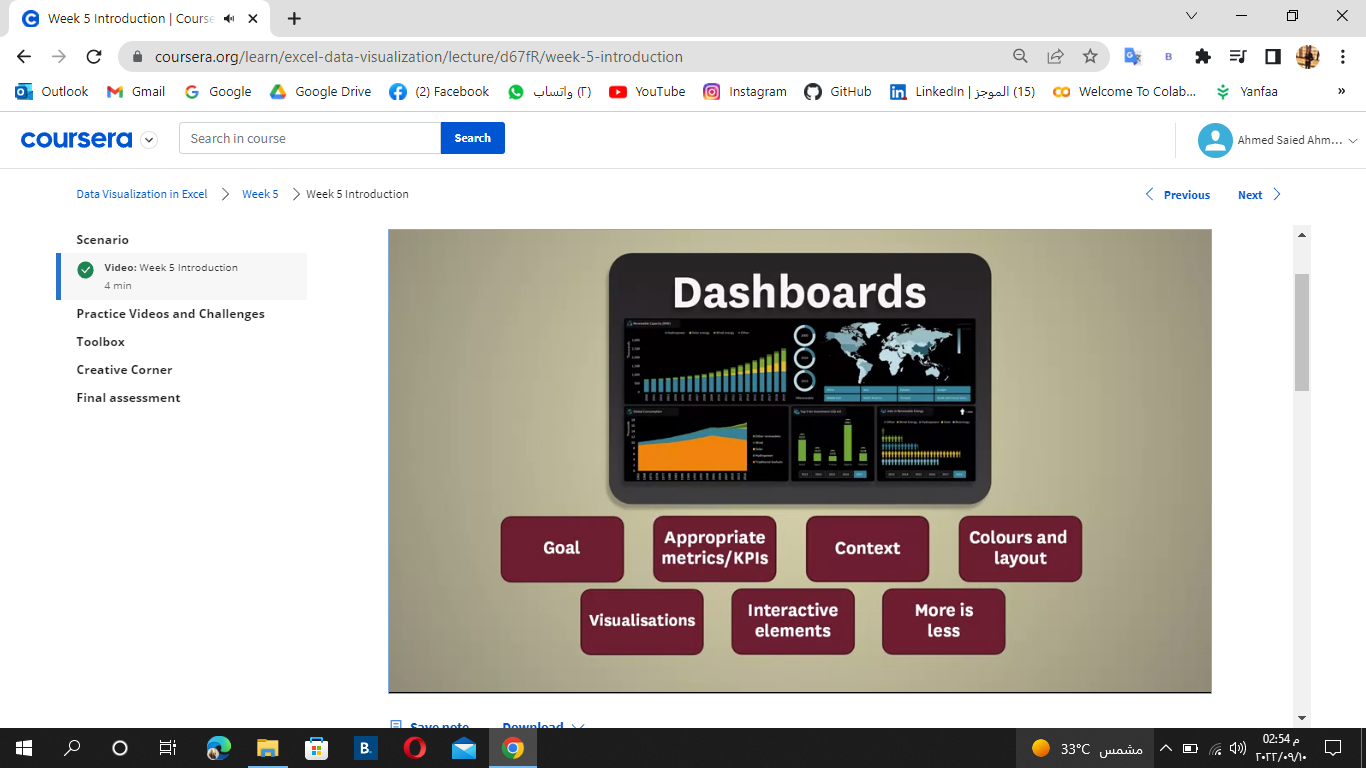 Week 5 Introduction | Course
coursera.org/learn/excel-data-visualization/lecture/d67fR/week-5-introduction
Outlook
Gmail
Google
Google Drive
(2) Facebook
(٢) واتساب
YouTube
Instagram
GitHub
(15) الموجز | LinkedIn
Welcome To Colab...
Yanfaa
»
coursera
Search in course
Search
Ahmed Saied Ahm...
Data Visualization in Excel
Week 5
Week 5 Introduction
Previous
Next
Scenario
Video: Week 5 Introduction
4 min
Practice Videos and Challenges
Toolbox
Creative Corner
Final assessment
Dashboards
Goal
Appropriate
metrics/KPIs
Context
Colours and
layout
Visualisations
Interactive
elements
More is
less
Save note
Download
33°C مشمس
02:54 م
٢٠٢٢/٠٩/١٠